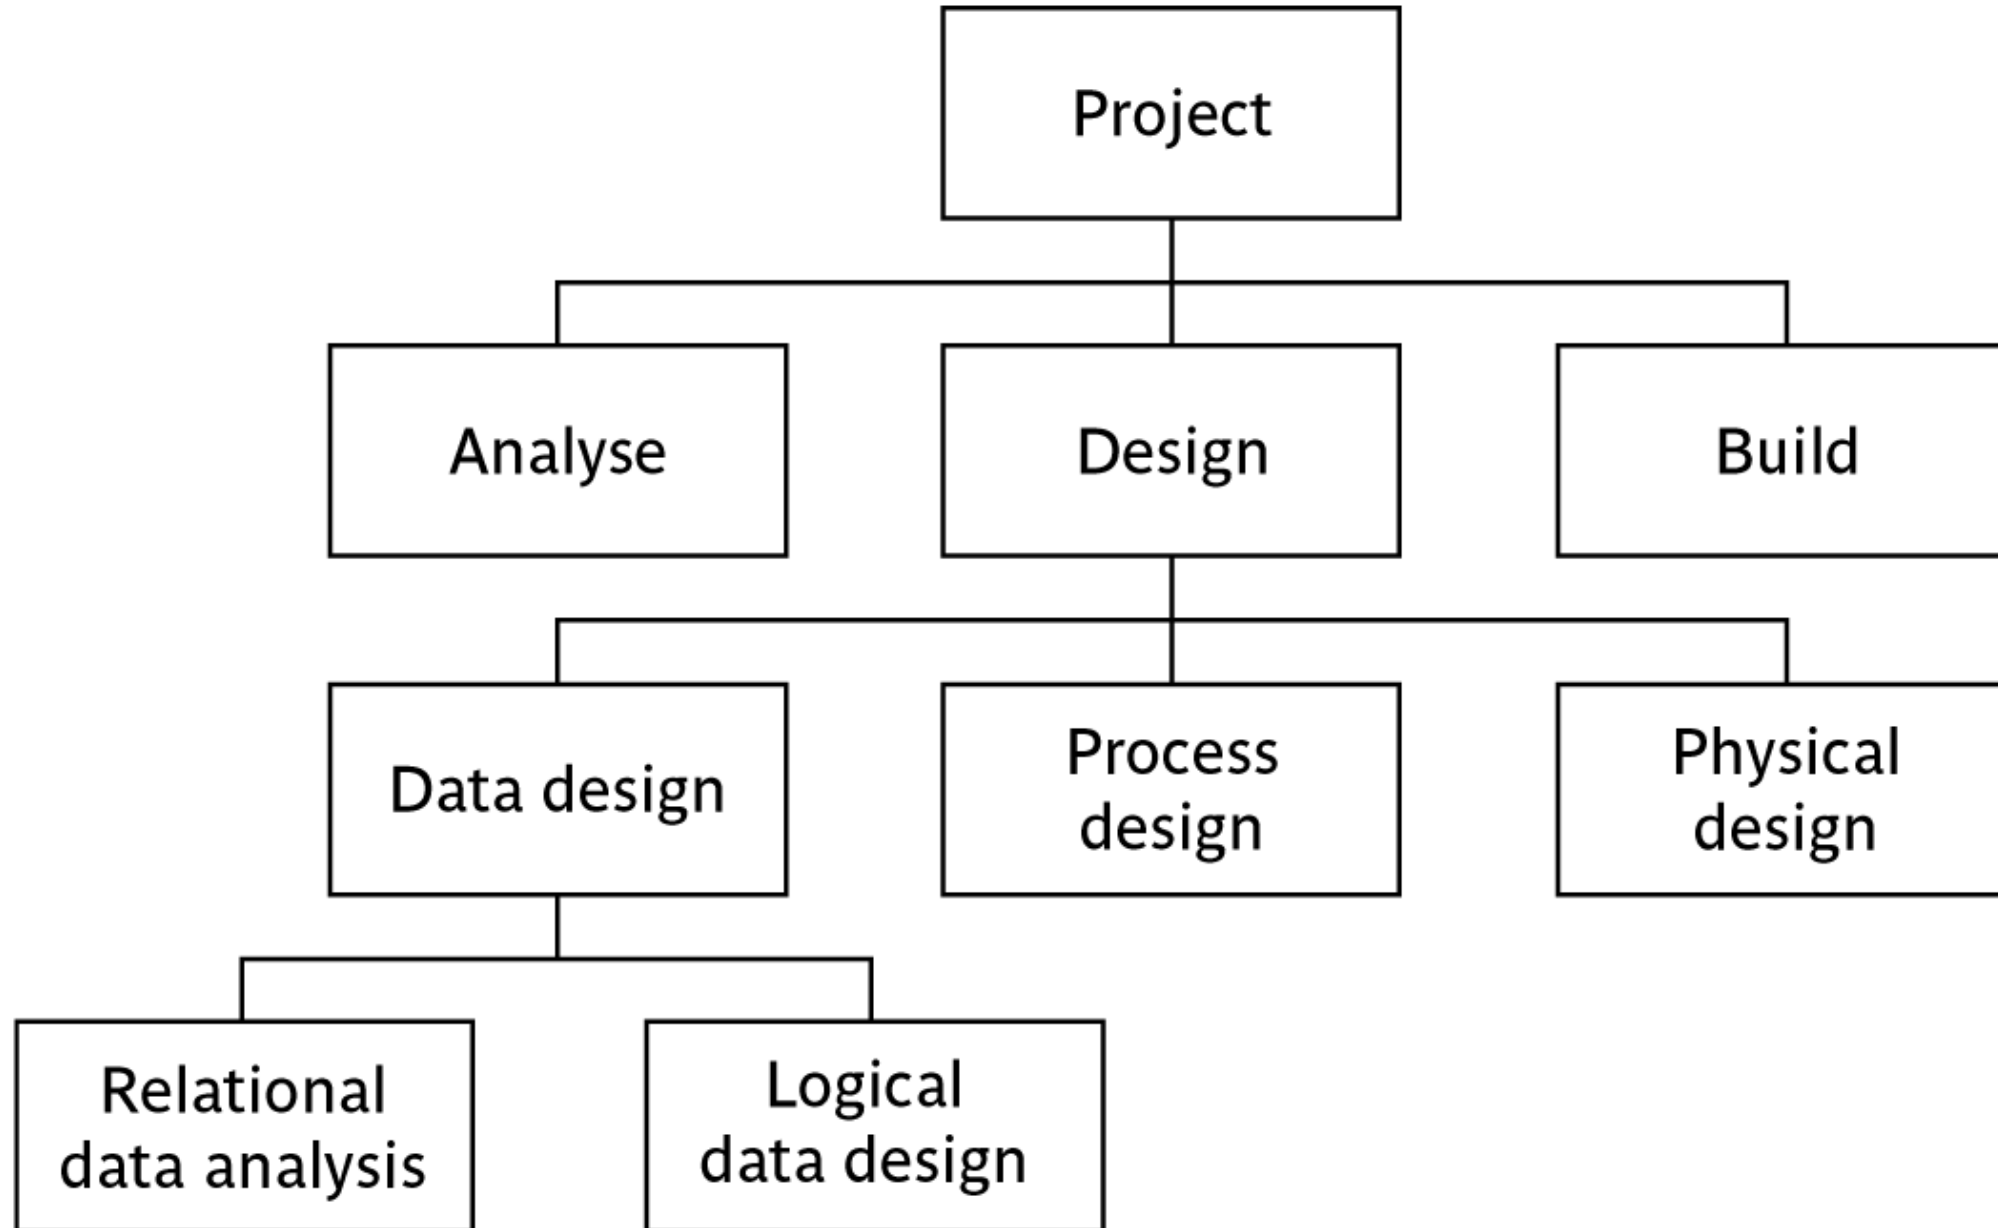 Project
Analyse
Design
Build
Data design
Process
design
Physical
design
Relational
data analysis
Logical
data design